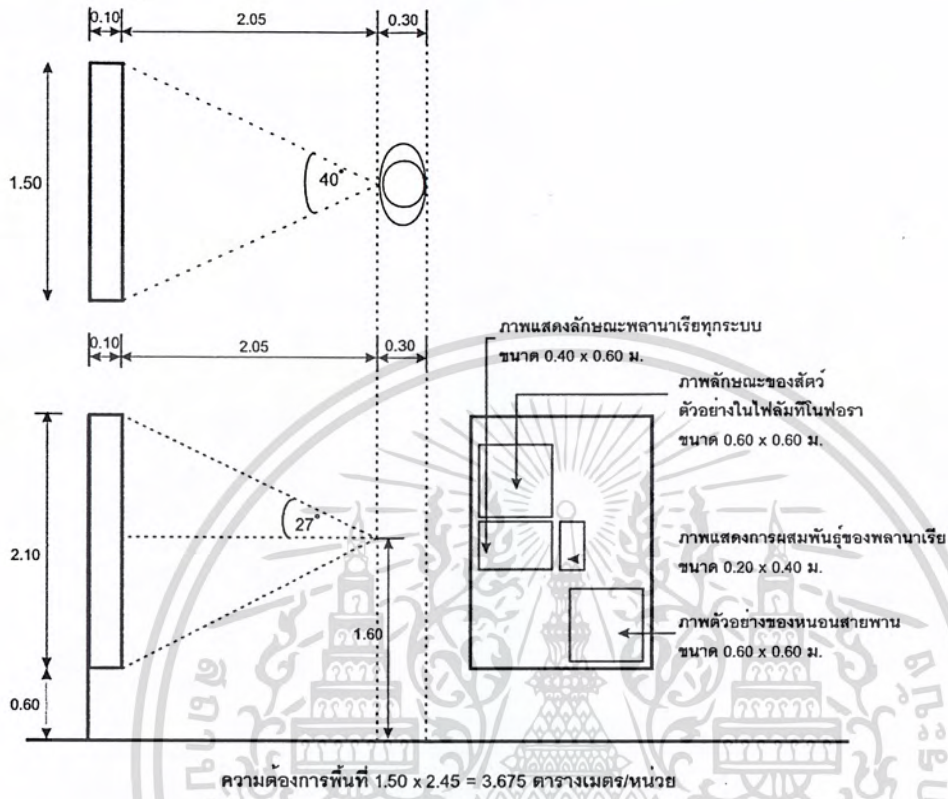 0.10
2.05
0.30
1.50
40°
0.10
2.05
0.30
ภาพแสดงลักษณะพลานาเรียทุกระบบ
ขนาด 0.40 x 0.60 ม.
ภาพลักษณะของสัตว์
ตัวอย่างในไฟลัมทีโนฟอรา
ขนาด 0.60 x 0.60 ม.
27°
2.10
ภาพแสดงการผสมพันธุ์ของพลานาเรีย
ขนาด 0.20 x 0.40 ม.
1.60
ภาพตัวอย่างของหนอนสายพาน
ขนาด 0.60 x 0.60 ม.
0.60
ความต้องการพื้นที่ 1.50 x 2.45 = 3.675 ตารางเมตร/หน่วย